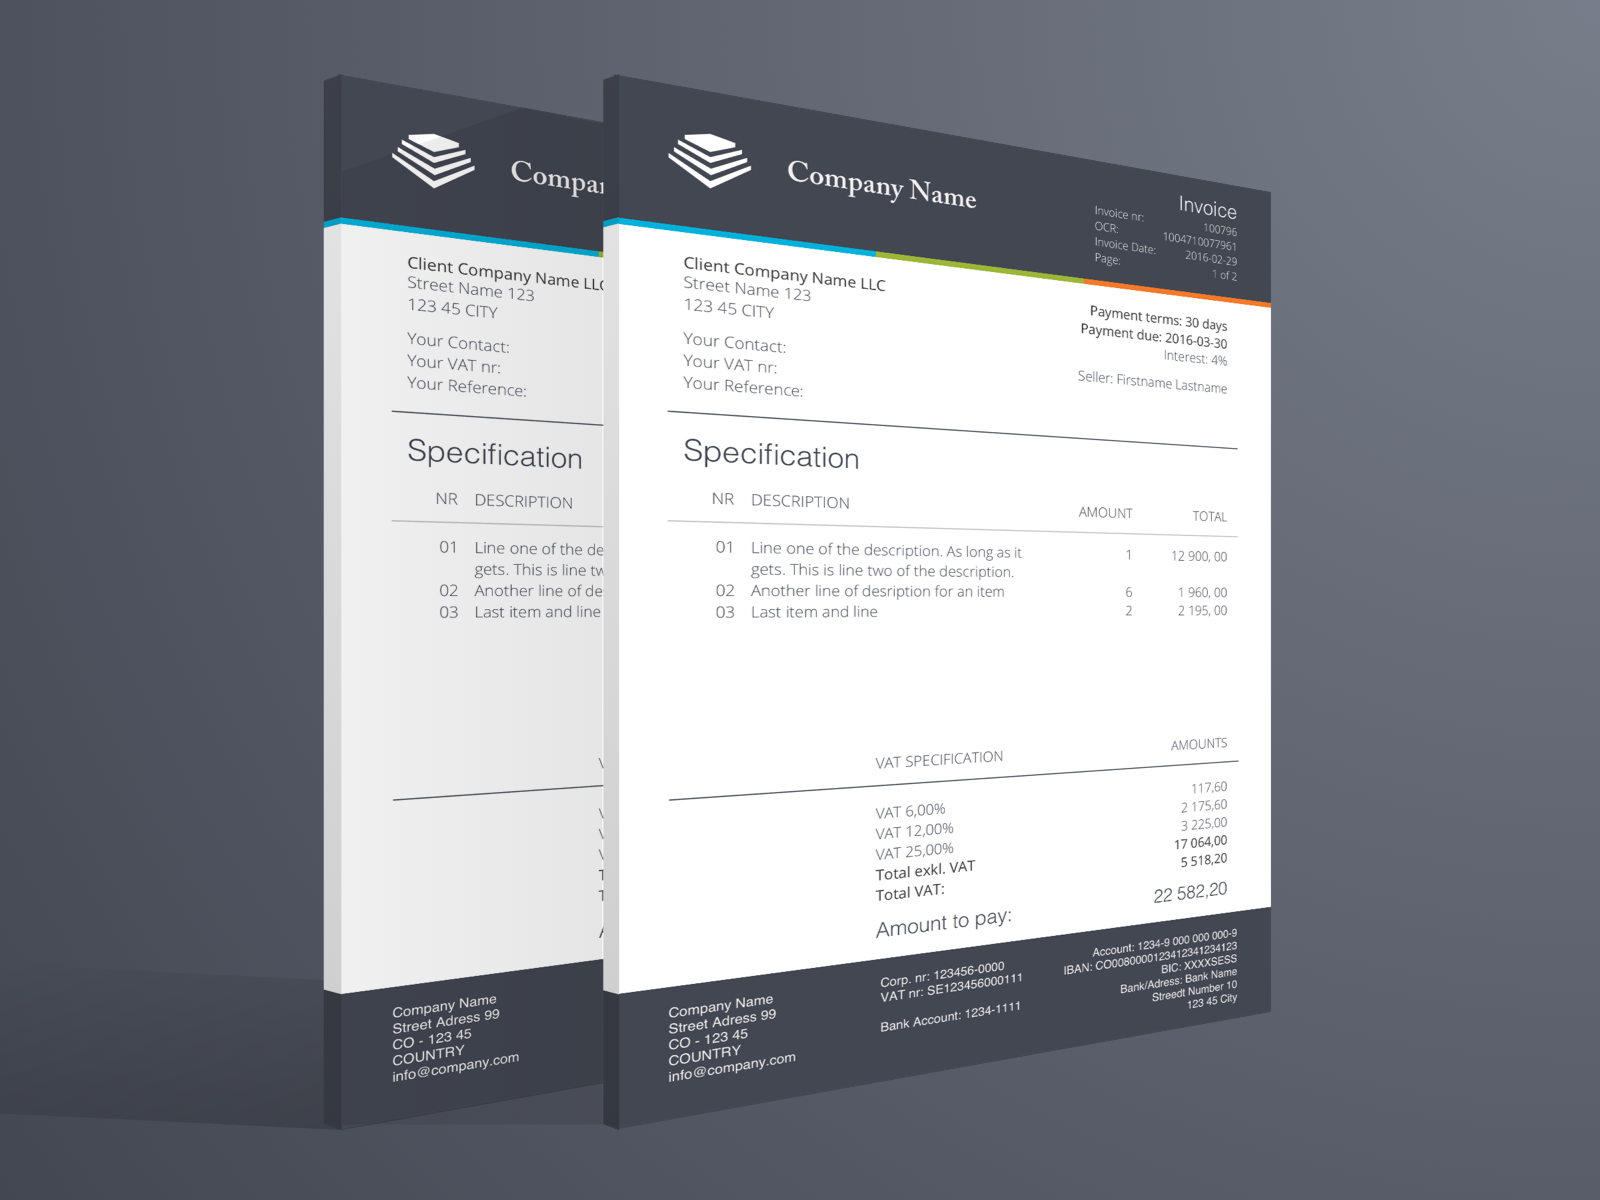 Compan
Client Company Name LLC
Street Name 123
123 45 CITY
Your Contact:
Your VAT nr:
Your Reference:
Specification
NR DESCRIPTION
01 Line one of the de
gets. This is line tw
02 Another line of de
03 Last item and line
Company Name
Street Adress 99
CO - 123 45
COUNTRY
info@company.com
Company Name
Invoice
Invoice nr: 100796
OCR: 1004710077961
Invoice Date: 2016-02-29
Page: 1 of 2
Client Company Name LLC
Street Name 123
123 45 CITY
Your Contact:
Your VAT nr:
Your Reference:
Payment terms: 30 days
Payment due: 2016-03-30
Interest: 4%
Seller: Firstname Lastname
Specification
NR DESCRIPTION AMOUNT TOTAL
01 Line one of the description. As long as it 1 12 900, 00
gets. This is line two of the description.
02 Another line of desription for an item 6 1 960, 00
03 Last item and line 2 2 195, 00
VAT SPECIFICATION AMOUNTS
VAT 6,00% 117,60
VAT 12,00% 2 175,60
VAT 25,00% 3 225,00
Total exkl. VAT 17 064,00
Total VAT: 5 518,20
Amount to pay: 22 582,20
Company Name
Street Adress 99
CO - 123 45
COUNTRY
info@company.com
Corp. nr: 123456-0000
VAT nr: SE123456000111
Bank Account: 1234-1111
Account: 1234-9 000 000 000-9
IBAN: CO0080000123412341234123
BIC: XXXXSESS
Bank/Adress: Bank Name
Streedt Number 10
123 45 City